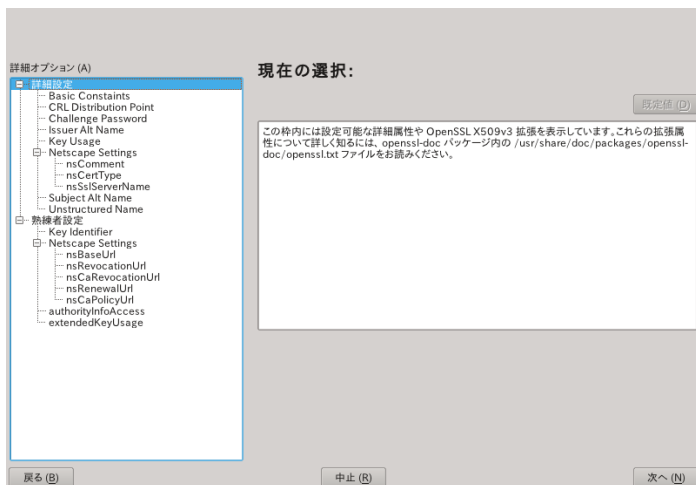 詳細オプション (A)
詳細設定
Basic Constaints
CRL Distribution Point
Challenge Password
Issuer Alt Name
Key Usage
Netscape Settings
nsComment
nsCertType
nsSslServerName
Subject Alt Name
Unstructured Name
熟練者設定
Key Identifier
Netscape Settings
nsBaseUrl
nsRevocationUrl
nsCaRevocationUrl
nsRenewalUrl
nsCaPolicyUrl
authorityInfoAccess
extendedKeyUsage
現在の選択:
既定値 (D)
この枠内には設定可能な詳細属性や OpenSSL X509v3 拡張を表示しています。これらの拡張属
性について詳しく知るには、openssl-doc パッケージ内の /usr/share/doc/packages/openssl-
doc/openssl.txt ファイルをお読みください。
戻る (B)
中止 (R)
次へ (N)